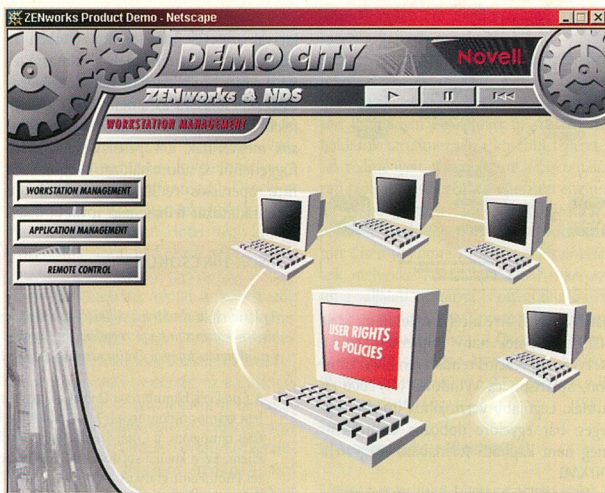 ZENworks Product Demo - Netscape
DEMO CITY
Novell
ZENworks & NDS
WORKSTATION MANAGEMENT
WORKSTATION MANAGEMENT
APPLICATION MANAGEMENT
REMOTE CONTROL
USER RIGHTS
& POLICIES